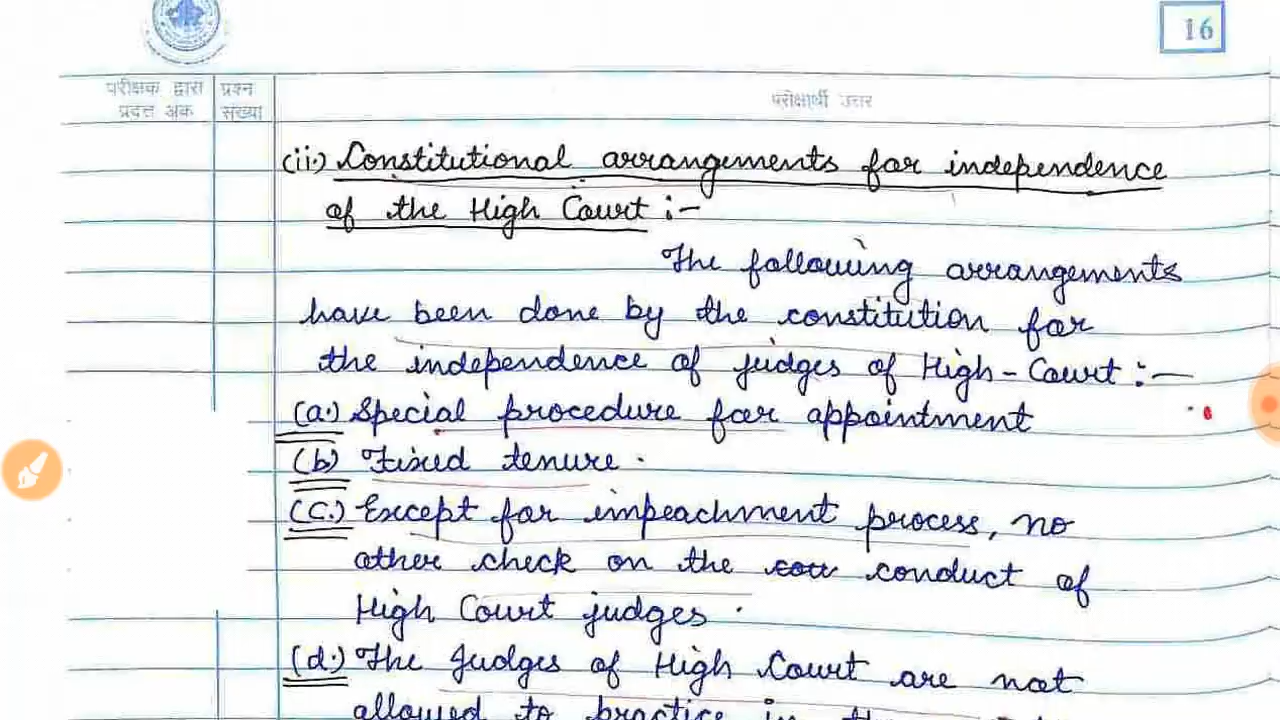 16
परीक्षक द्वारा प्रदत्त अंक
प्रश्न संख्या
परीक्षार्थी उत्तर
(ii.) Constitutional arrangements for independence
of the High Court :-
The following arrangements
have been done by the constitution for
the independence of judges of High-Court :—
(a.) Special procedure for appointment
(b) Fixed tenure.
(c.) Except for impeachment process, no
other check on the cou conduct of
High Court judges.
(d.) The Judges of High Court are not
allowed to practice in the